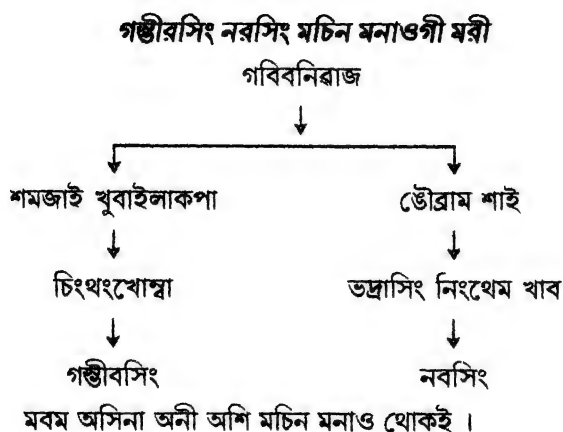 গম্ভীরসিং নরসিং মচিন মনাওগী মরী
গবিবনিৱাজ
শমজাই খুবাইলাকপা ঙৌব্রাম শাই
চিংথংখোম্বা ভদ্রাসিং নিংথেম খাব
গম্ভীবসিং নবসিং
মবম অসিনা অনী অশি মচিন মনাও থোকই ।